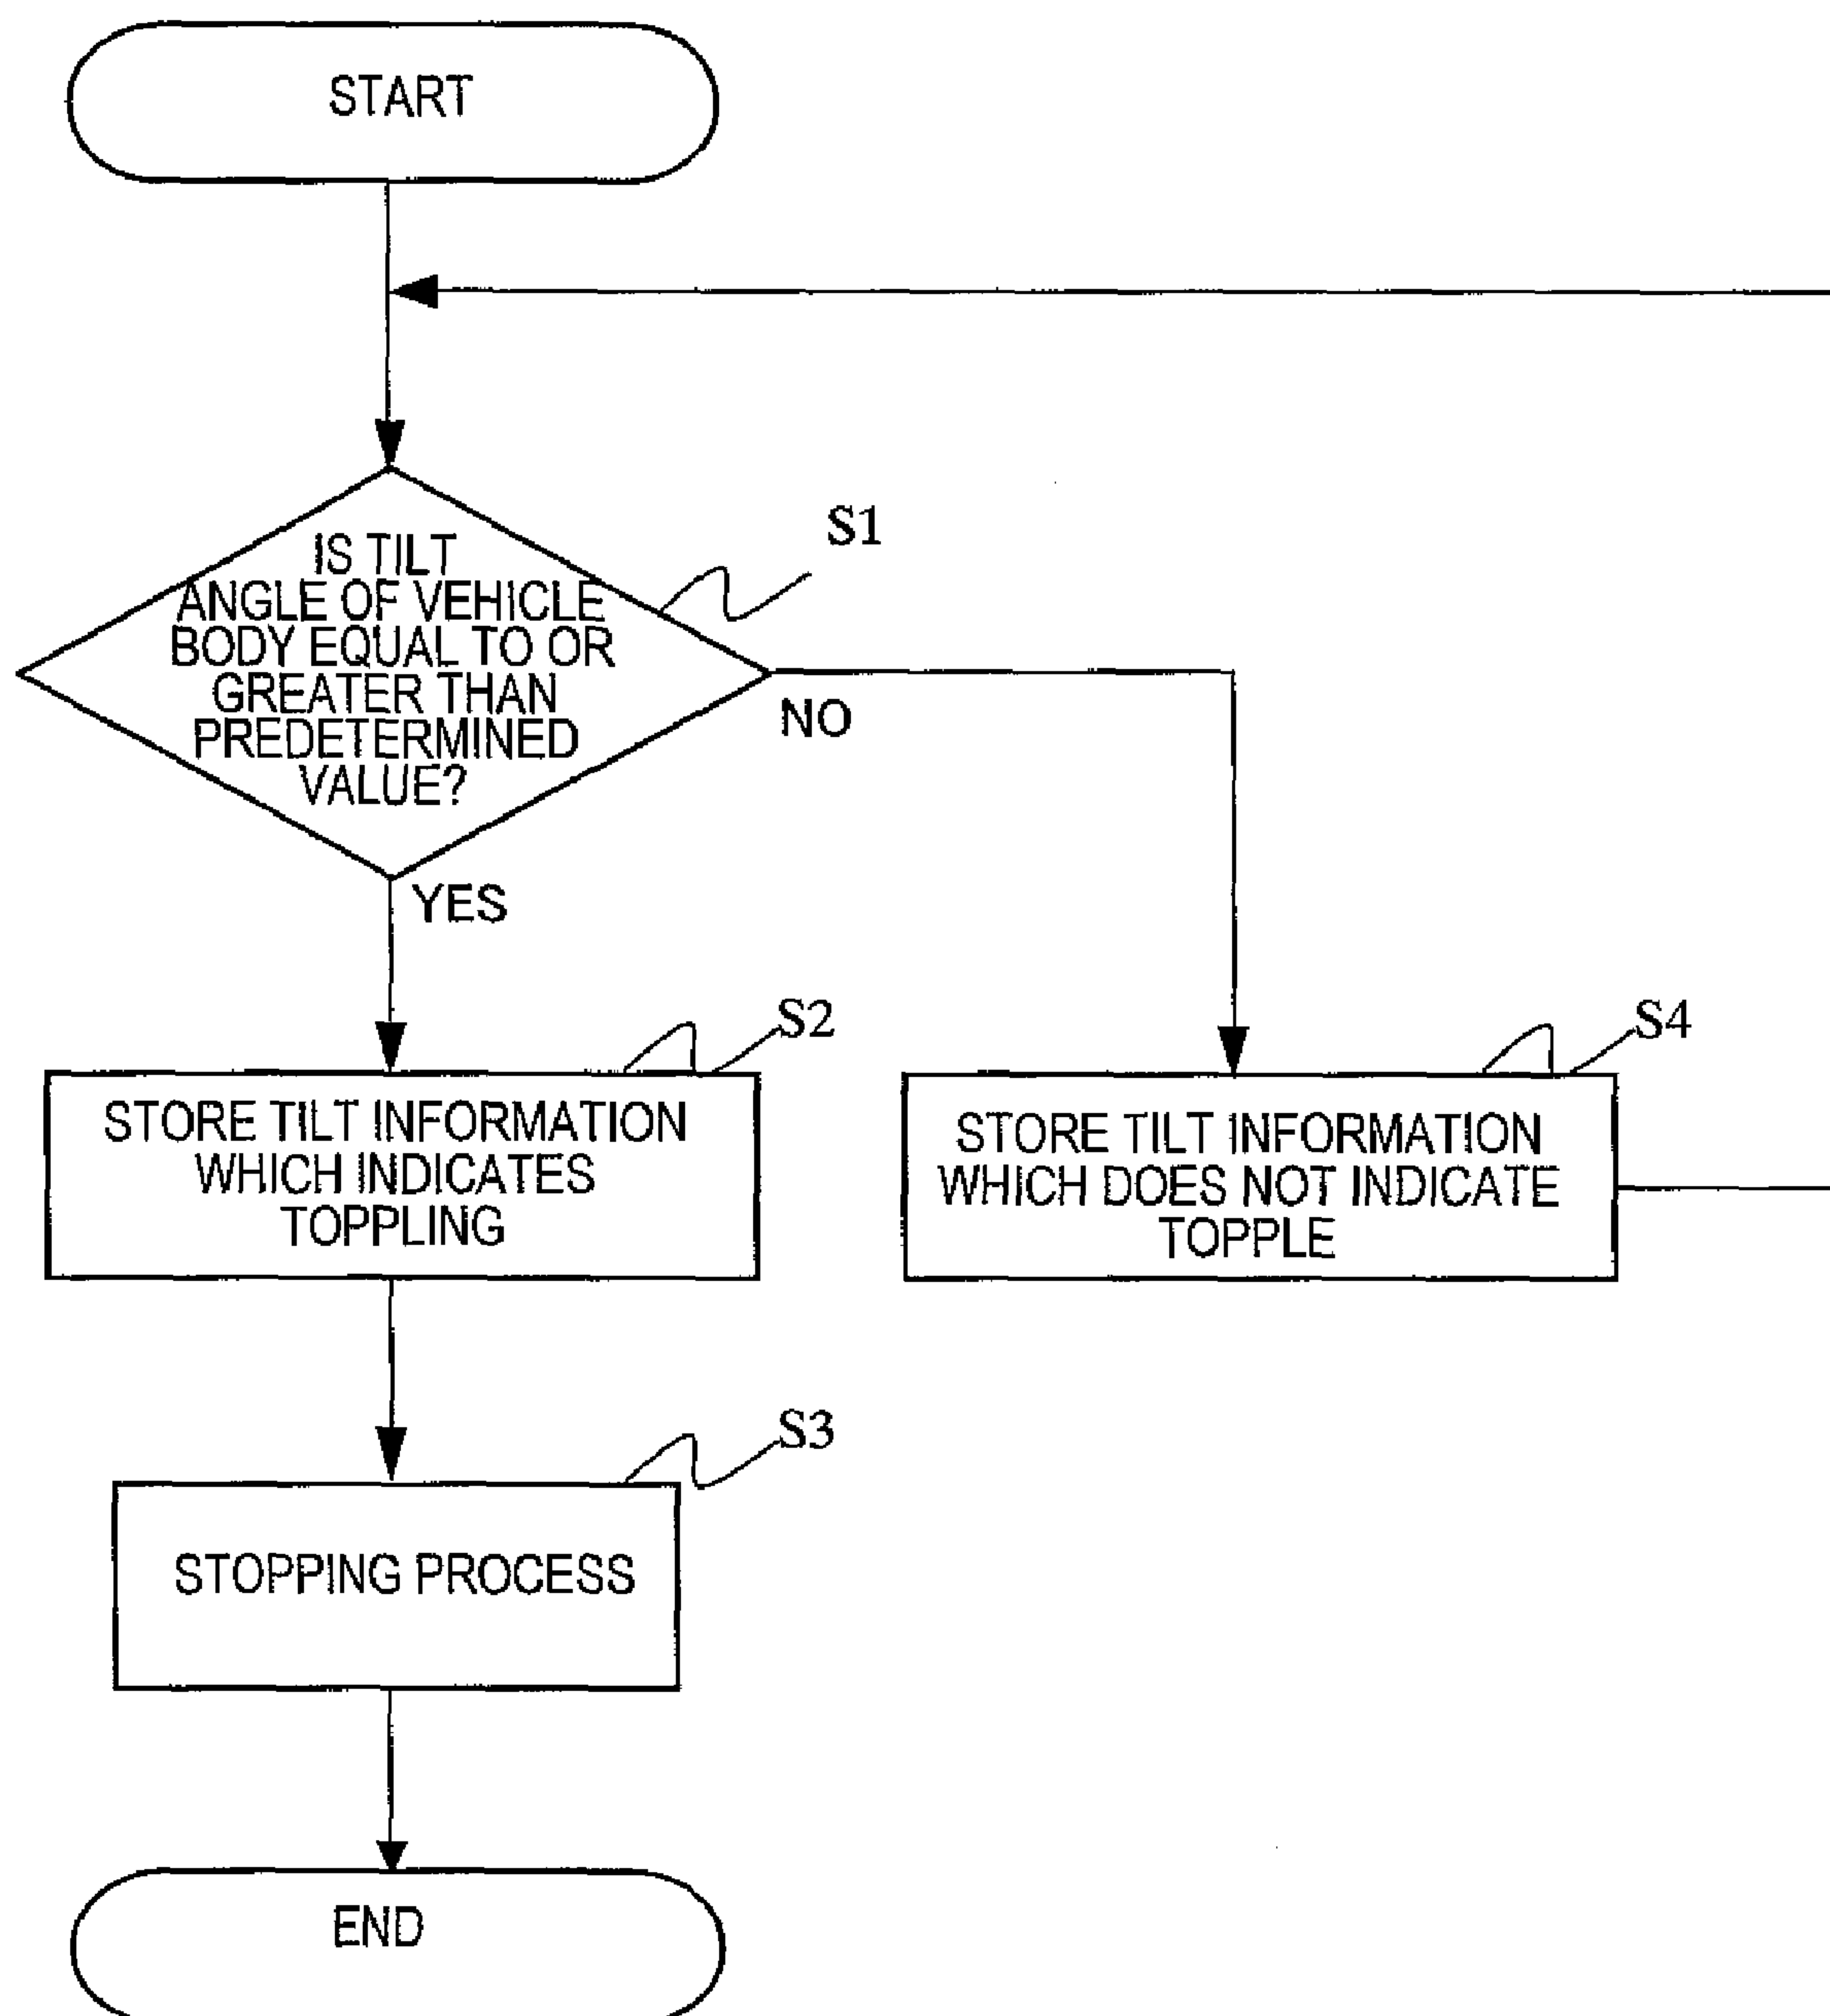 START
S1
IS TILT
ANGLE OF VEHICLE
BODY EQUAL TO OR
GREATER THAN
PREDETERMINED
VALUE?
NO
YES
S2
STORE TILT INFORMATION
WHICH INDICATES
TOPPLING
S4
STORE TILT INFORMATION
WHICH DOES NOT INDICATE
TOPPLE
S3
STOPPING PROCESS
END